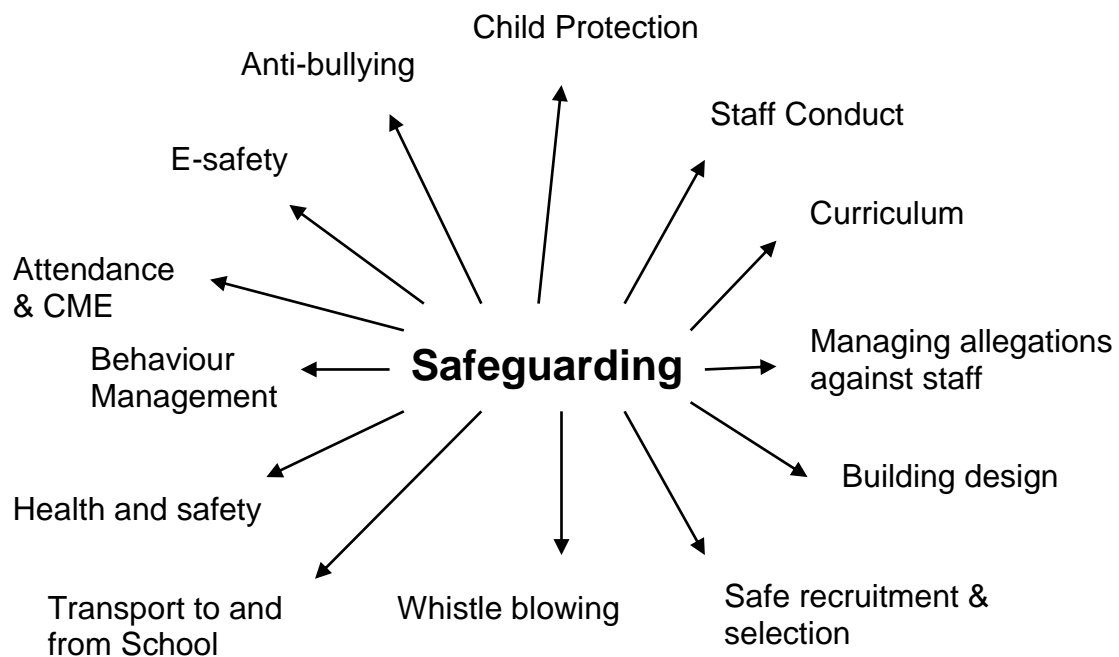 Child Protection
Anti-bullying
Staff Conduct
E-safety
Curriculum
Attendance
& CME
Behaviour
Management
Safeguarding
Managing allegations
against staff
Building design
Health and safety
Transport to and
from School
Whistle blowing
Safe recruitment &
selection